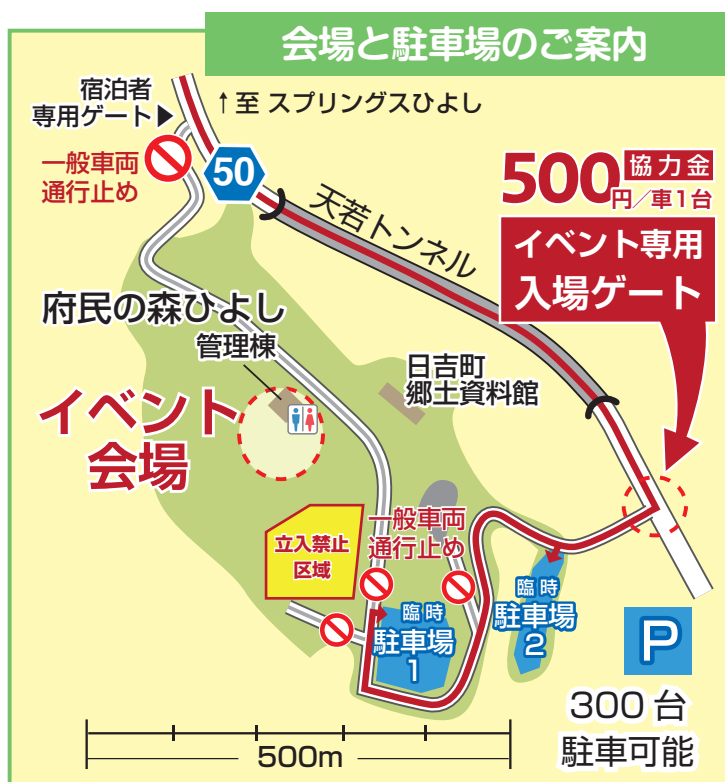 会場と駐車場のご案内
宿泊者
専用ゲート▶
↑至 スプリングスひよし
一般車両
通行止め
50
天若トンネル
500円/車1台
協力金
イベント専用
入場ゲート
府民の森ひよし
管理棟
日吉町
郷土資料館
イベント
会場
立入禁止
区域
一般車両
通行止め
臨時
駐車場
1
臨時
駐車場
2
P
300台
駐車可能
500m